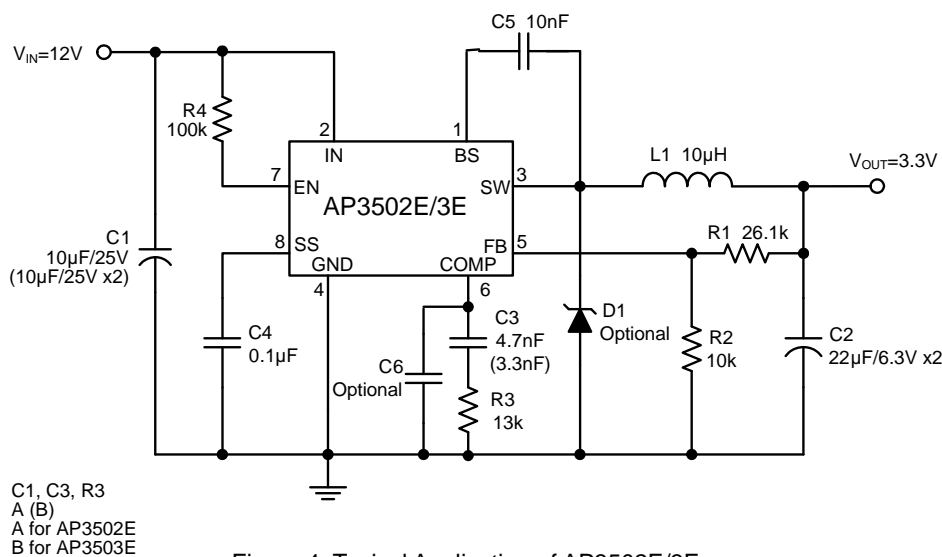 C5 10nF
V_IN=12V
R4
100k
2
IN
1
BS
L1 10µH
V_OUT=3.3V
7
EN
SW
3
AP3502E/3E
R1 26.1k
C1
10µF/25V
(10µF/25V x2)
8
SS
FB
5
GND
COMP
4
6
C4
0.1µF
C3
4.7nF
(3.3nF)
C6
Optional
R3
13k
D1
Optional
R2
10k
C2
22µF/6.3V x2
C1, C3, R3
A (B)
A for AP3502E
B for AP3503E